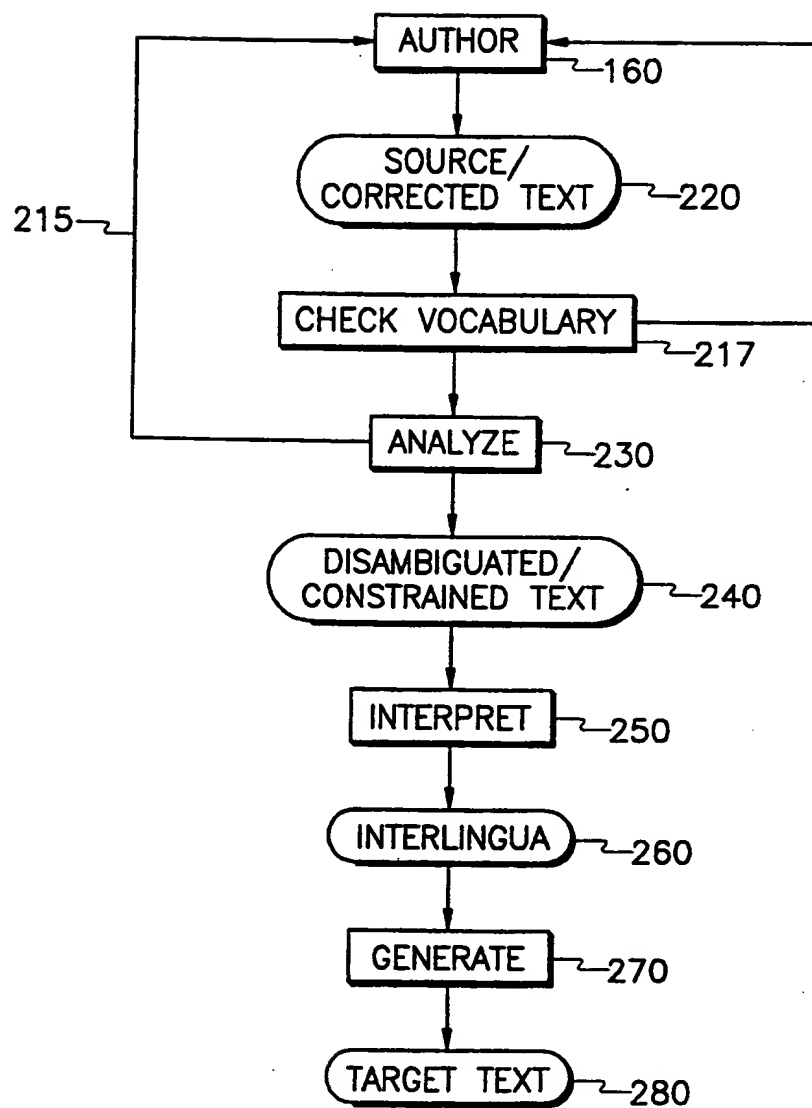 AUTHOR
160
SOURCE/
CORRECTED TEXT
220
215
CHECK VOCABULARY
217
ANALYZE
230
DISAMBIGUATED/
CONSTRAINED TEXT
240
INTERPRET
250
INTERLINGUA
260
GENERATE
270
TARGET TEXT
280